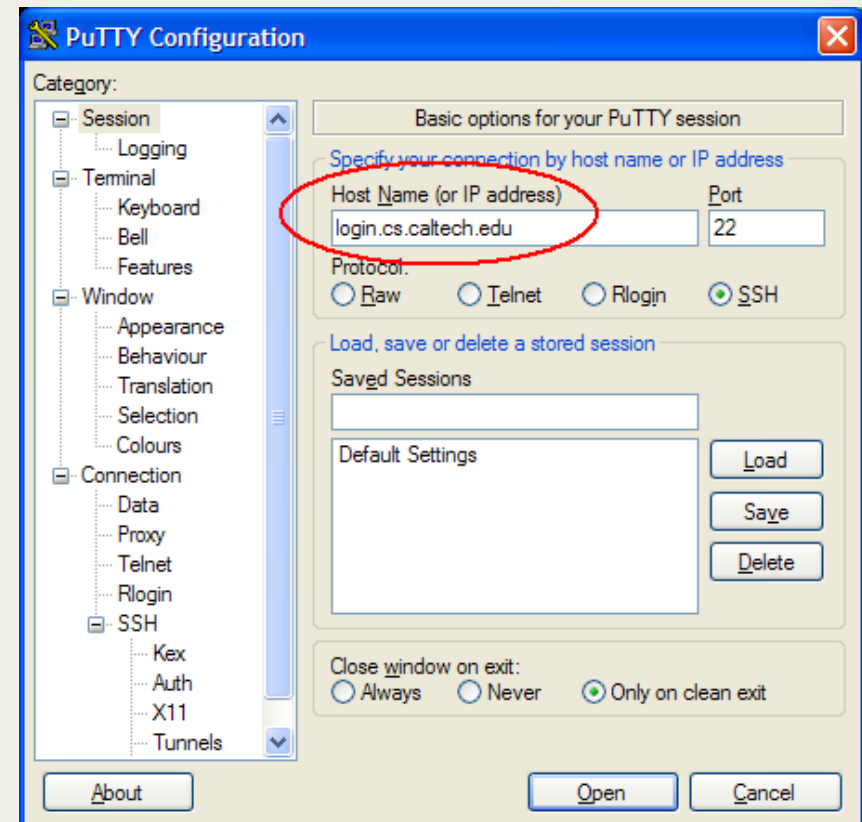 PuTTY Configuration
Category:
Session
Logging
Terminal
Keyboard
Bell
Features
Window
Appearance
Behaviour
Translation
Selection
Colours
Connection
Data
Proxy
Telnet
Rlogin
SSH
Kex
Auth
X11
Tunnels
Basic options for your PuTTY session
Specify your connection by host name or IP address
Host Name (or IP address) Port
login.cs.caltech.edu 22
Protocol:
Raw Telnet Rlogin SSH
Load, save or delete a stored session
Saved Sessions
Default Settings
Load
Save
Delete
Close window on exit:
Always Never Only on clean exit
About Open Cancel